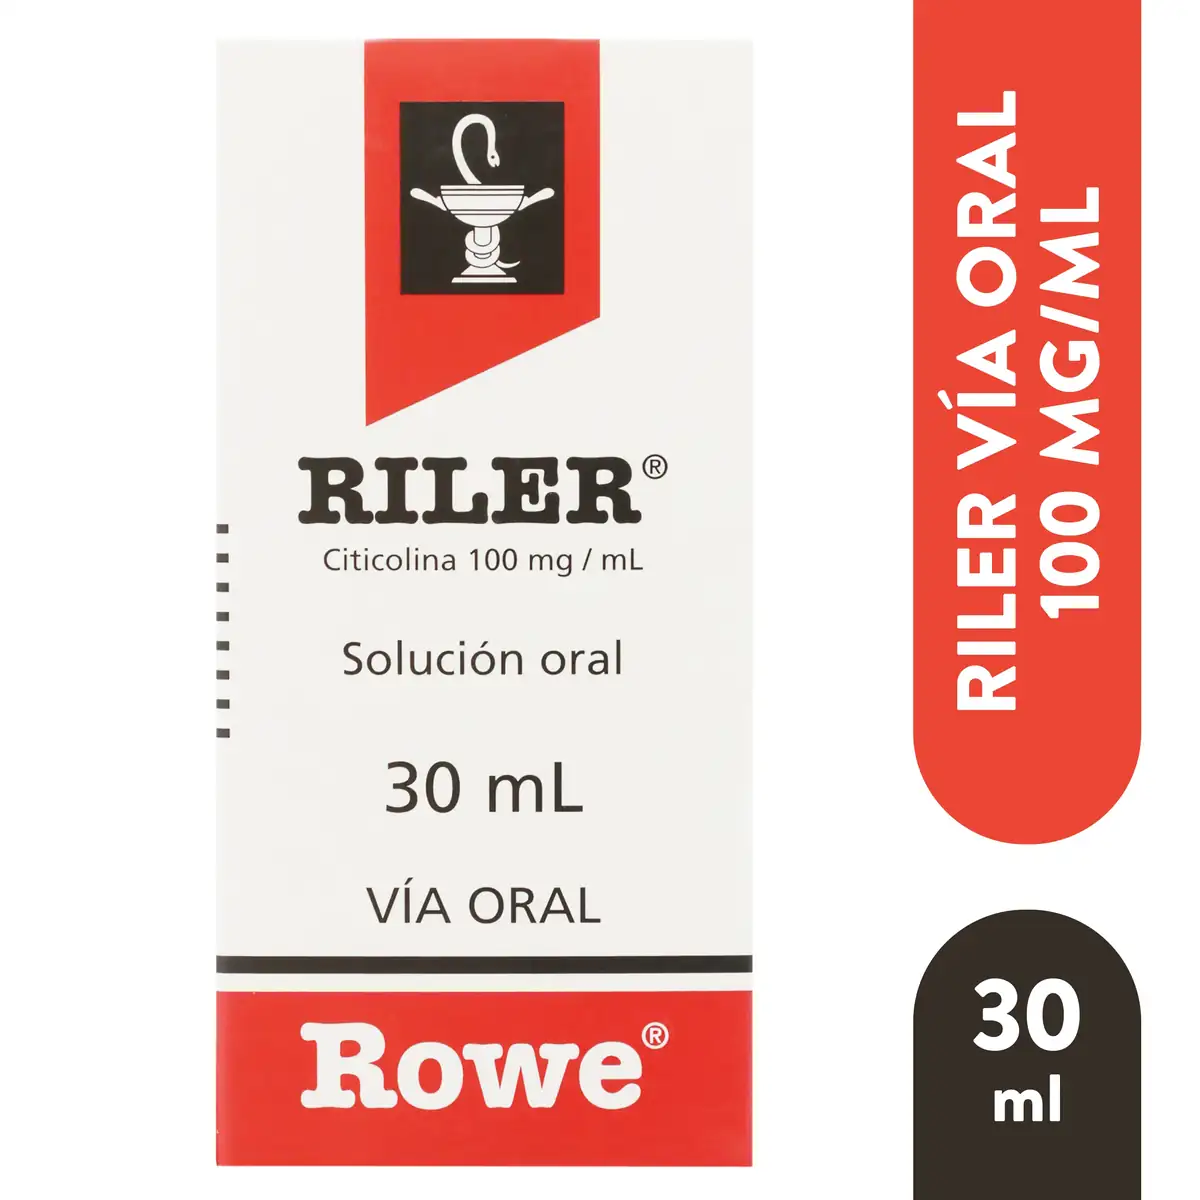 RILER®
Citicolina 100 mg / mL
Solución oral
30 mL
VÍA ORAL
Rowe®
RILER VÍA ORAL
100 MG/ML
30
ml